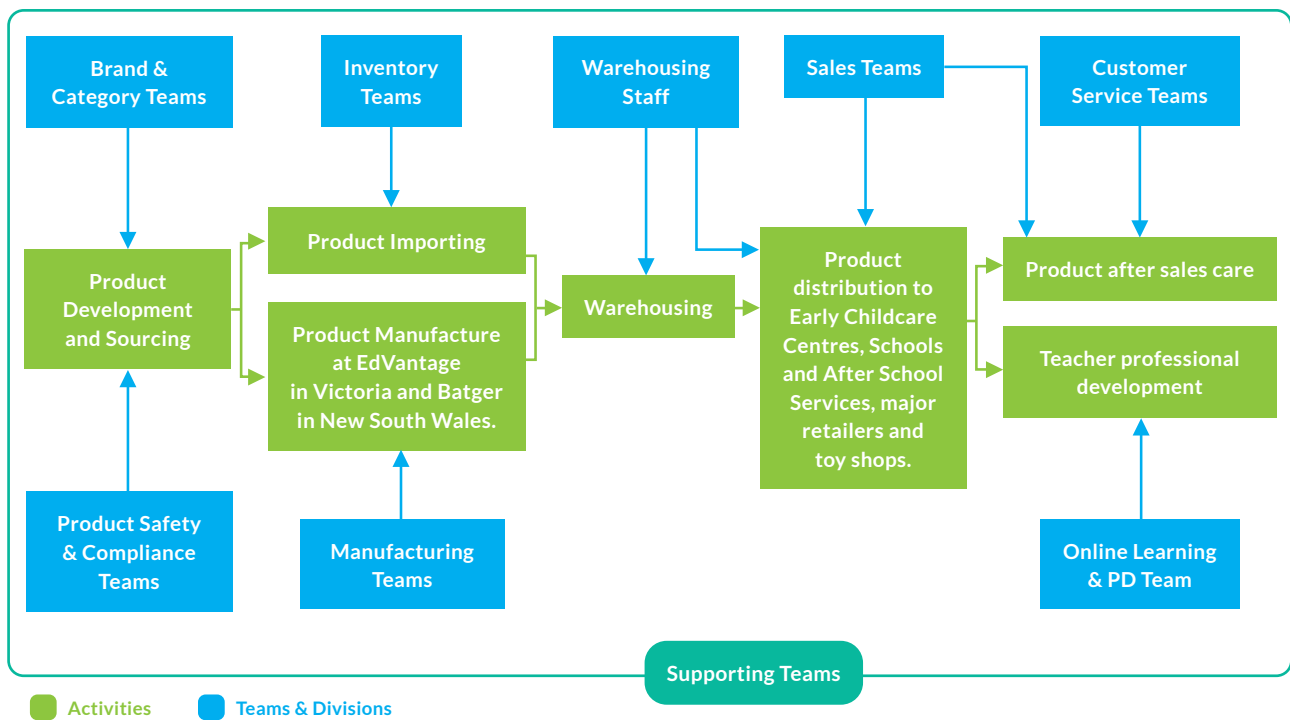 Brand &
Category Teams
Inventory
Teams
Warehousing
Staff
Sales Teams
Customer
Service Teams
Product
Development
and Sourcing
Product Importing
Product Manufacture
at EdVantage
in Victoria and Batger
in New South Wales.
Warehousing
Product
distribution to
Early Childcare
Centres, Schools
and After School
Services, major
retailers and
toy shops.
Product after sales care
Teacher professional
development
Product Safety
& Compliance
Teams
Manufacturing
Teams
Online Learning
& PD Team
Supporting Teams
Activities
Teams & Divisions